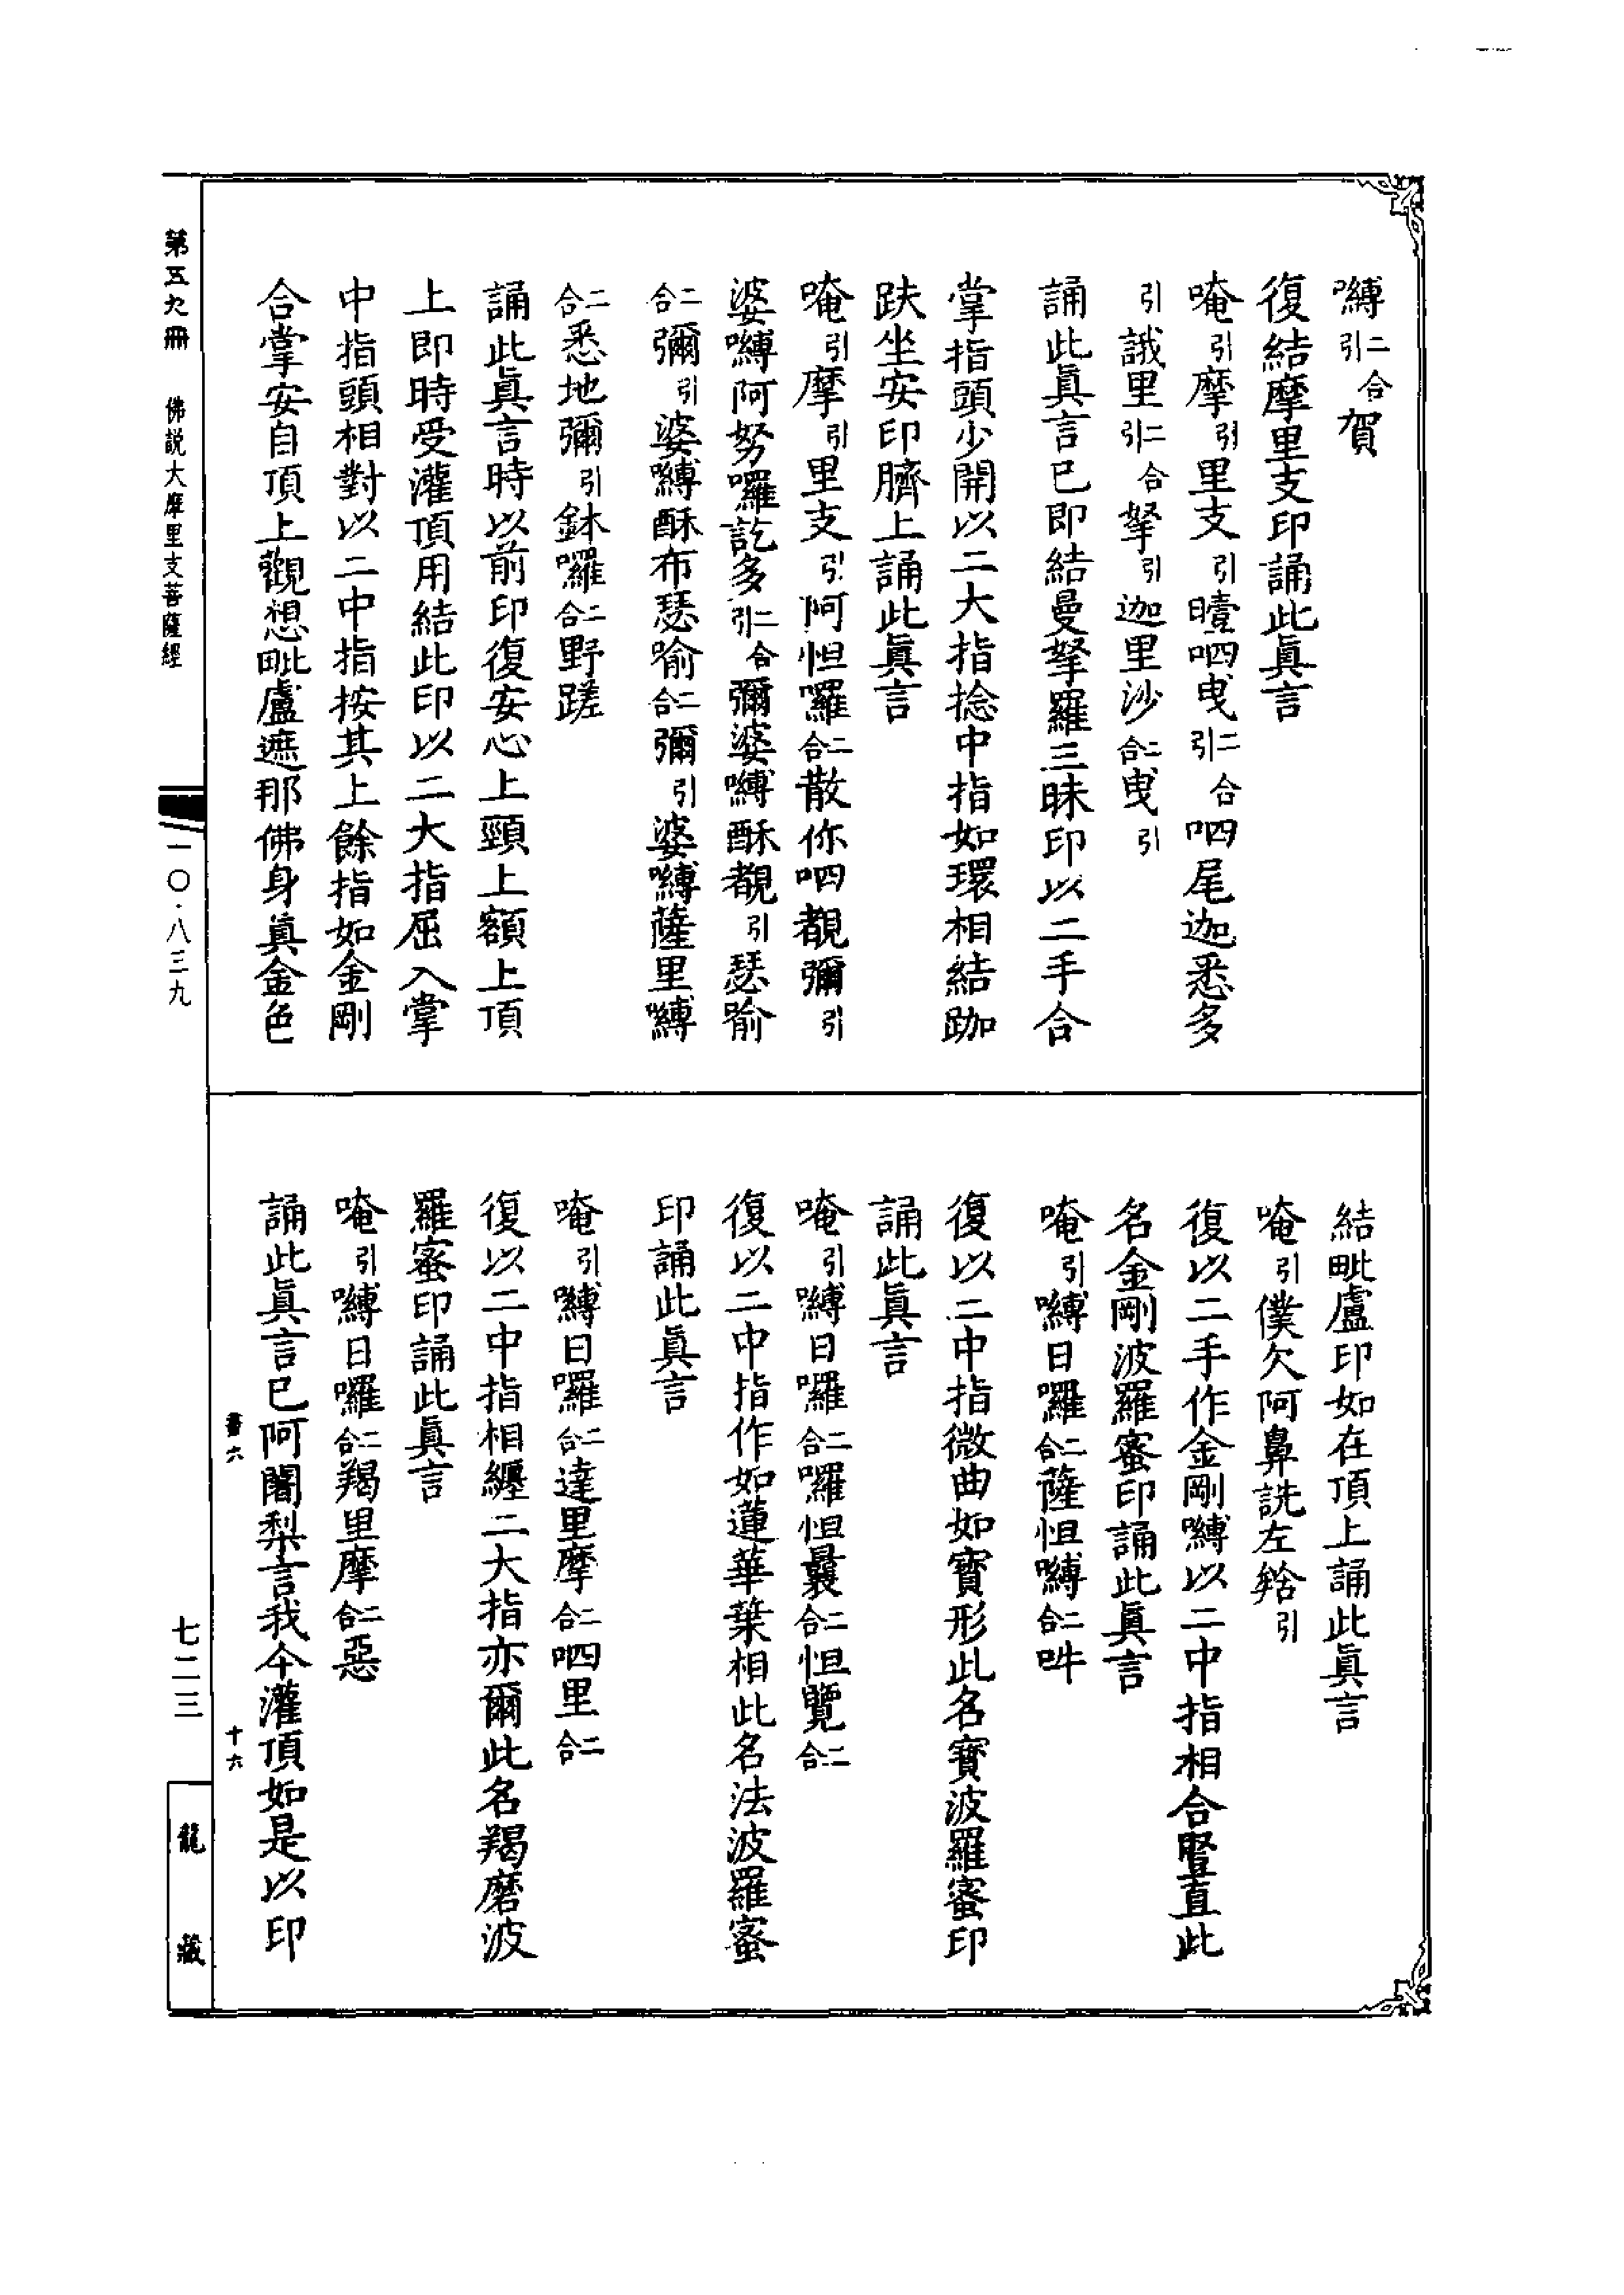 嚩二合引賀
復結摩里支印誦此真言
唵引摩引里支引曀呬曳二合引呬尾迦悉多
引誐里二合引拏引迦里沙二合曳引
誦此真言已即結曼拏羅三昧印以二手合
掌指頭少開以二大指捻中指如環相結跏
趺坐安印臍上誦此真言
唵引摩引里支引阿怛囉二合散你呬覩彌引
婆嚩阿努囉訖多二合引彌婆嚩酥覩引瑟喻
二合彌引婆嚩酥布瑟喻二合彌引婆嚩薩里嚩
二合悉地彌引鉢囉二合野蹉
誦此真言時以前印復安心上頸上額上頂
上即時受灌頂用結此印以二大指屈入掌
中指頭相對以二中指按其上餘指如金剛
合掌安自頂上觀想毗盧遮那佛身真金色
結毗盧印如在頂上誦此真言
唵引僕欠阿鼻詵左𤚥引
復以二手作金剛嚩以二中指相合豎直此
名金剛波羅蜜印誦此真言
唵引嚩日囉二合薩怛嚩二合吽
復以二中指微曲如寶形此名寶波羅蜜印
誦此真言
唵引嚩日囉二合囉怛曩二合怛覽二合
復以二中指作如蓮華葉相此名法波羅蜜
印誦此真言
唵引嚩日囉二合達里摩二合呬里二合
復以二中指相纏二大指亦爾此名羯磨波
羅蜜印誦此真言
唵引嚩日囉二合羯里摩二合惡
誦此真言已阿闍梨言我今灌頂如是以印
書六
十六
第五九冊 佛說大摩里支菩薩經
一〇·八三九
七二三
龍藏